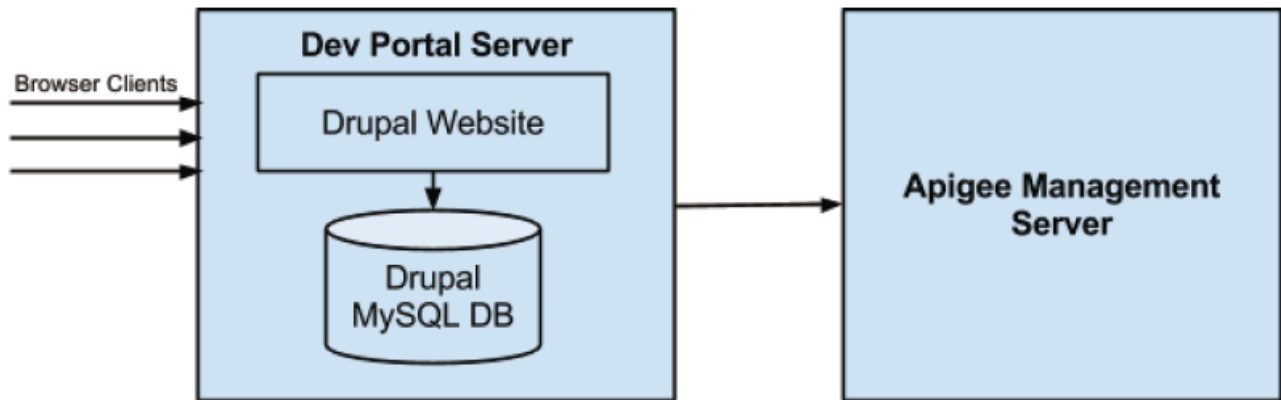 Dev Portal Server
Browser Clients
Drupal Website
Drupal
MySQL DB
Apigee Management
Server